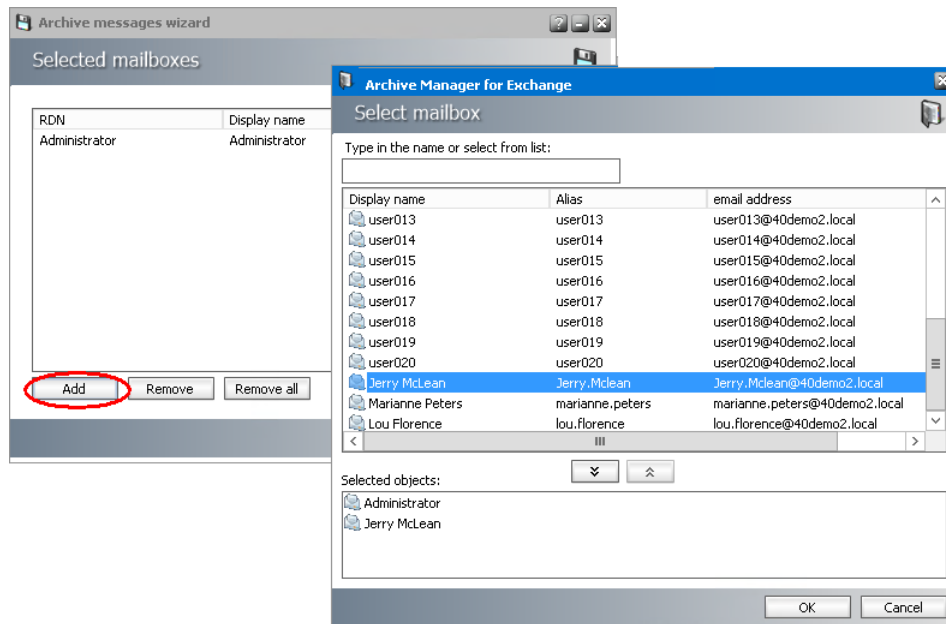 Archive messages wizard
Selected mailboxes
RDN Display name
Administrator Administrator
Add Remove Remove all
Archive Manager for Exchange
Select mailbox
Type in the name or select from list:
Display name Alias email address
user013 user013 user013@40demo2.local
user014 user014 user014@40demo2.local
user015 user015 user015@40demo2.local
user016 user016 user016@40demo2.local
user017 user017 user017@40demo2.local
user018 user018 user018@40demo2.local
user019 user019 user019@40demo2.local
user020 user020 user020@40demo2.local
Jerry McLean Jerry.Mclean Jerry.Mclean@40demo2.local
Marianne Peters marianne.peters marianne.peters@40demo2.local
Lou Florence lou.florence lou.florence@40demo2.local
Selected objects:
Administrator
Jerry McLean
OK Cancel